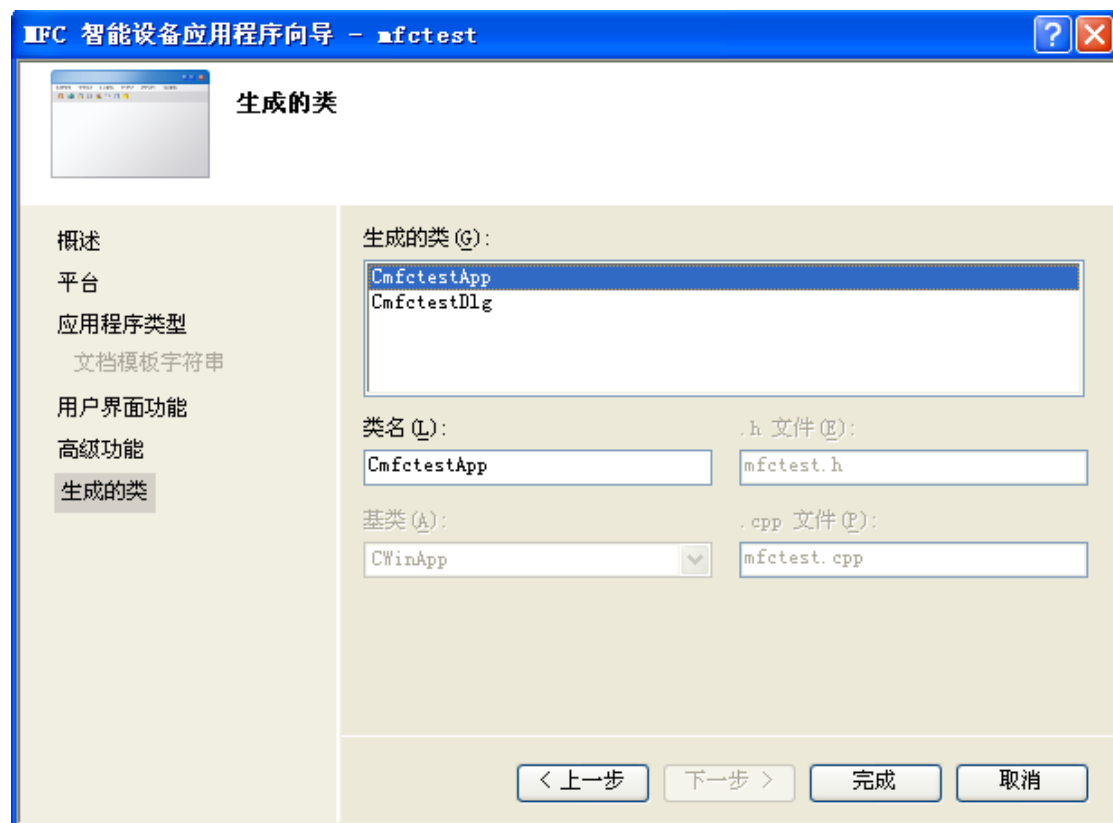 MFC 智能设备应用程序向导 - mfctest
生成的类
概述
平台
应用程序类型
文档模板字符串
用户界面功能
高级功能
生成的类
生成的类(G):
CmfctestApp
CmfctestDlg
类名(L):
.h 文件(E):
CmfctestApp
mfctest.h
基类(A):
.cpp 文件(P):
CWinApp
mfctest.cpp
< 上一步
下一步 >
完成
取消